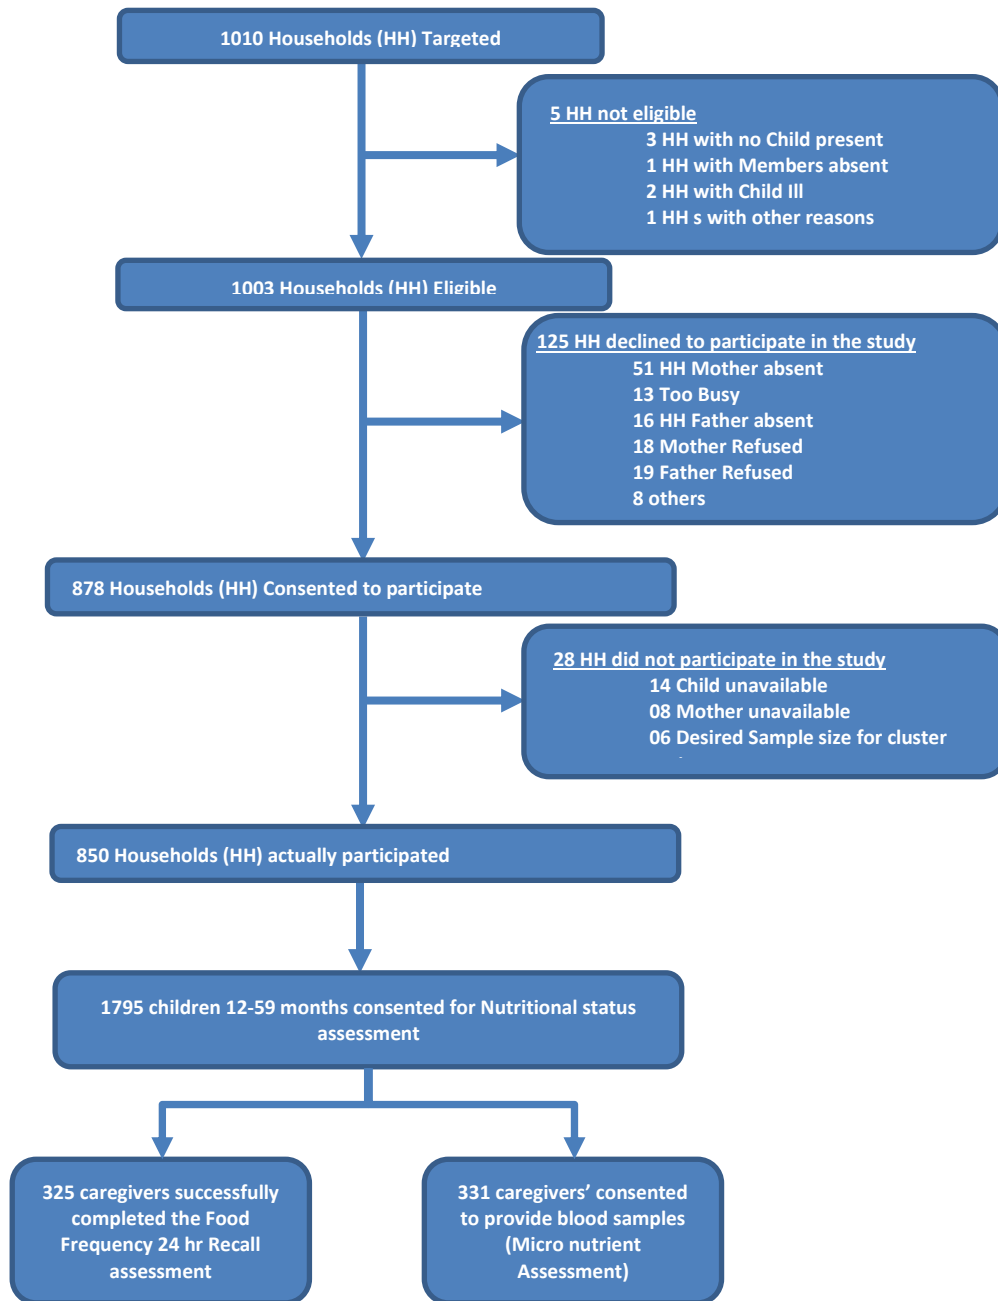 1010 Households (HH) Targeted
5 HH not eligible
3 HH with no Child present
1 HH with Members absent
2 HH with Child Ill
1 HH s with other reasons
1003 Households (HH) Eligible
125 HH declined to participate in the study
51 HH Mother absent
13 Too Busy
16 HH Father absent
18 Mother Refused
19 Father Refused
8 others
878 Households (HH) Consented to participate
28 HH did not participate in the study
14 Child unavailable
08 Mother unavailable
06 Desired Sample size for cluster
850 Households (HH) actually participated
1795 children 12-59 months consented for Nutritional status
assessment
325 caregivers successfully
completed the Food
Frequency 24 hr Recall
assessment
331 caregivers’ consented
to provide blood samples
(Micro nutrient
Assessment)